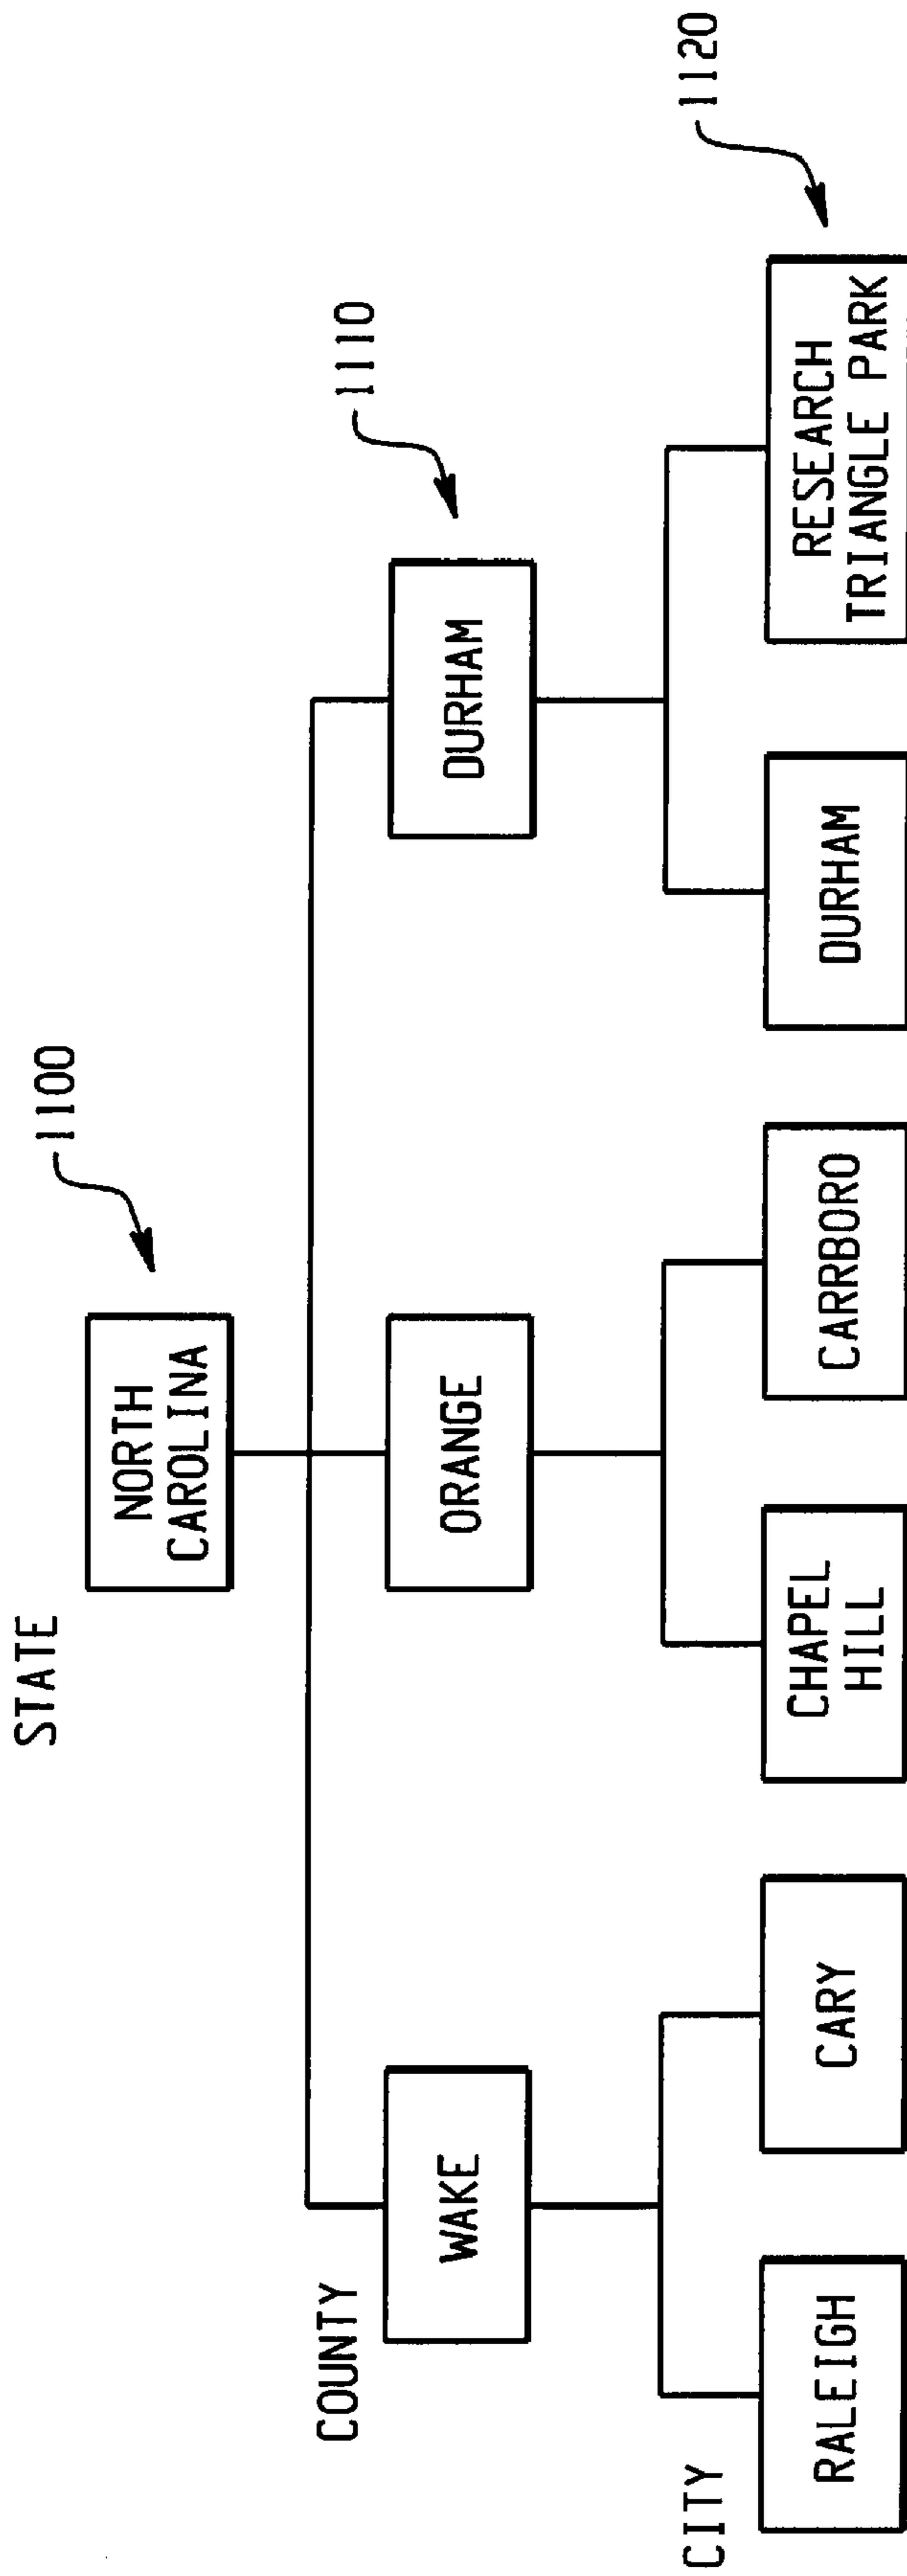 STATE
1100
NORTH
CAROLINA
COUNTY
1110
WAKE
ORANGE
DURHAM
CITY
1120
RALEIGH
CARY
CHAPEL
HILL
CARRBORO
DURHAM
RESEARCH
TRIANGLE PARK